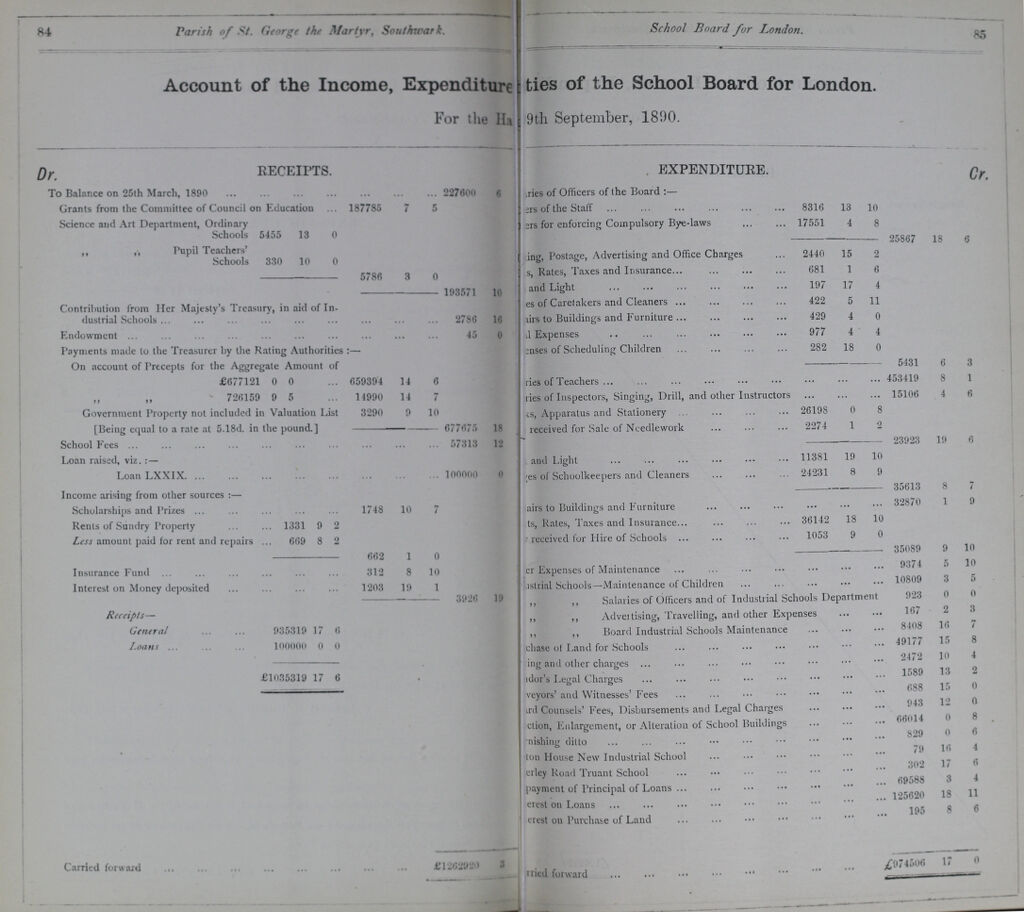 84 Parish of St. George the Martyr, Southwark.
Account of the Income, Expenditure
For the Ha
Dr. RECEIPTS.
To Balance on 25th March, 1890 ... 227600 6
Grants from the Committee of Council on Education ... 187785 7 5
Science and Art Department, Ordinary
Schools 5455 13 0
,, ,, Pupil Teachers'
Schools 330 10 0
5786 3 0
193571 10
Contribution from Her Majesty's Treasury, in aid of In-
dustrial Schools ... 2786 16
Endowment ... 45 0
Payments made to the Treasurer by the Rating Authorities :—
On account of Precepts for the Aggregate Amount of
£677121 0 0 ... 659394 14 6
,, ,, 726159 9 5 ... 14990 14 7
Government Property not included in Valuation List 3290 9 10
[Being equal to a rate at 5.18d. in the pound.] 677675 18
School Fees ... 57313 12
Loan raised, viz. :—
Loan LXXIX. ... 100000 0
Income arising from other sources :—
Scholarships and Prizes ... 1748 10 7
Rents of Sundry Property ... 1331 9 2
Less amount paid for rent and repairs ... 669 8 2
662 1 0
Insurance Fund ... 312 8 10
Interest on Money deposited ... 1203 19 1
3926 19
Receipts—
General ... 935319 17 6
Loans ... 100000 0 0
£1035319 17 6
Carried forward ... £1262920 3
School Board for London. 85
ties of the School Board for London.
9th September, 1890.
EXPENDITURE. Cr.
ries of Officers of the Board :—
ers of the Staff ... 8316 13 10
ers for enforcing Compulsory Bye-laws ... 17551 4 8
25867 18 6
ing, Postage, Advertising and Office Charges ... 2440 15 2
s, Rates, Taxes and Insurance... 681 1 6
and Light ... 197 17 4
es of Caretakers and Cleaners ... 422 5 11
airs to Buildings and Furniture ... 429 4 0
l Expenses ... 977 4 4
enses of Scheduling Children ... 282 18 0
5431 6 3
ries of Teachers ... 453419 8 1
ries of Inspectors, Singing, Drill, and other Instructors ... 15106 4 6
ks, Apparatus and Stationery ... 26198 0 8
received for Sale of Needlework ... 2274 1 2
23923 19 6
and Light ... 11381 19 10
ges of Schoolkeepers and Cleaners ... 24231 8 9
35613 8 7
airs to Buildings and Furniture ... 32870 1 9
ts, Rates, Taxes and Insurance... 36142 18 10
received for Hire of Schools ... 1053 9 0
35089 9 10
er Expenses of Maintenance ... 9374 5 10
ustrial Schools—Maintenance of Children ... 10809 3 5
,, ,, Salaries of Officers and of Industrial Schools Department 923 0 0
,, ,, Advertising, Travelling, and other Expenses ... 167 2 3
,, ,, Board Industrial Schools Maintenance ... 8408 16 7
chase of Land for Schools ... 49177 15 8
ing and other charges ... 2472 10 4
ndor's Legal Charges ... 1589 13 2
veyors' and Witnesses' Fees ... 688 15 0
ard Counsels' Fees, Disbursements and Legal Charges ... 943 12 0
ction, Enlargement, or Alteration of School Buildings ... 66014 0 8
nishing ditto ... 829 0 6
ton House New Industrial School ... 79 16 4
erley Road Truant School ... 302 17 6
payment of Principal of Loans ... 69588 3 4
erest on Loans ... 125620 18 11
erest on Purchase of Land ... 195 8 6
rried forward ... £974506 17 0